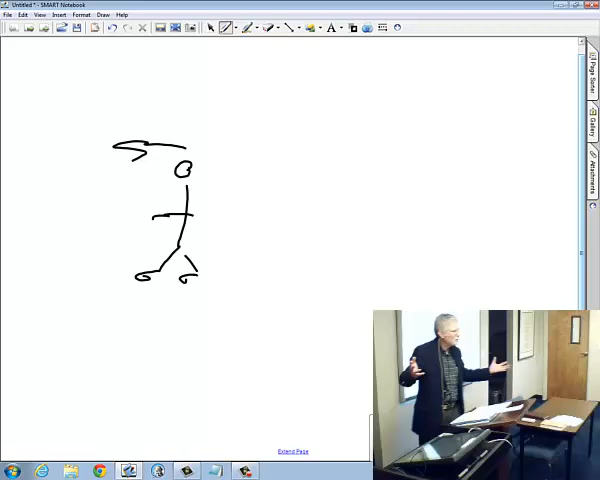 Untitled * - SMART Notebook
File Edit View Insert Format Draw Help
A
Page Sorter
Gallery
Attachments
Extend Page